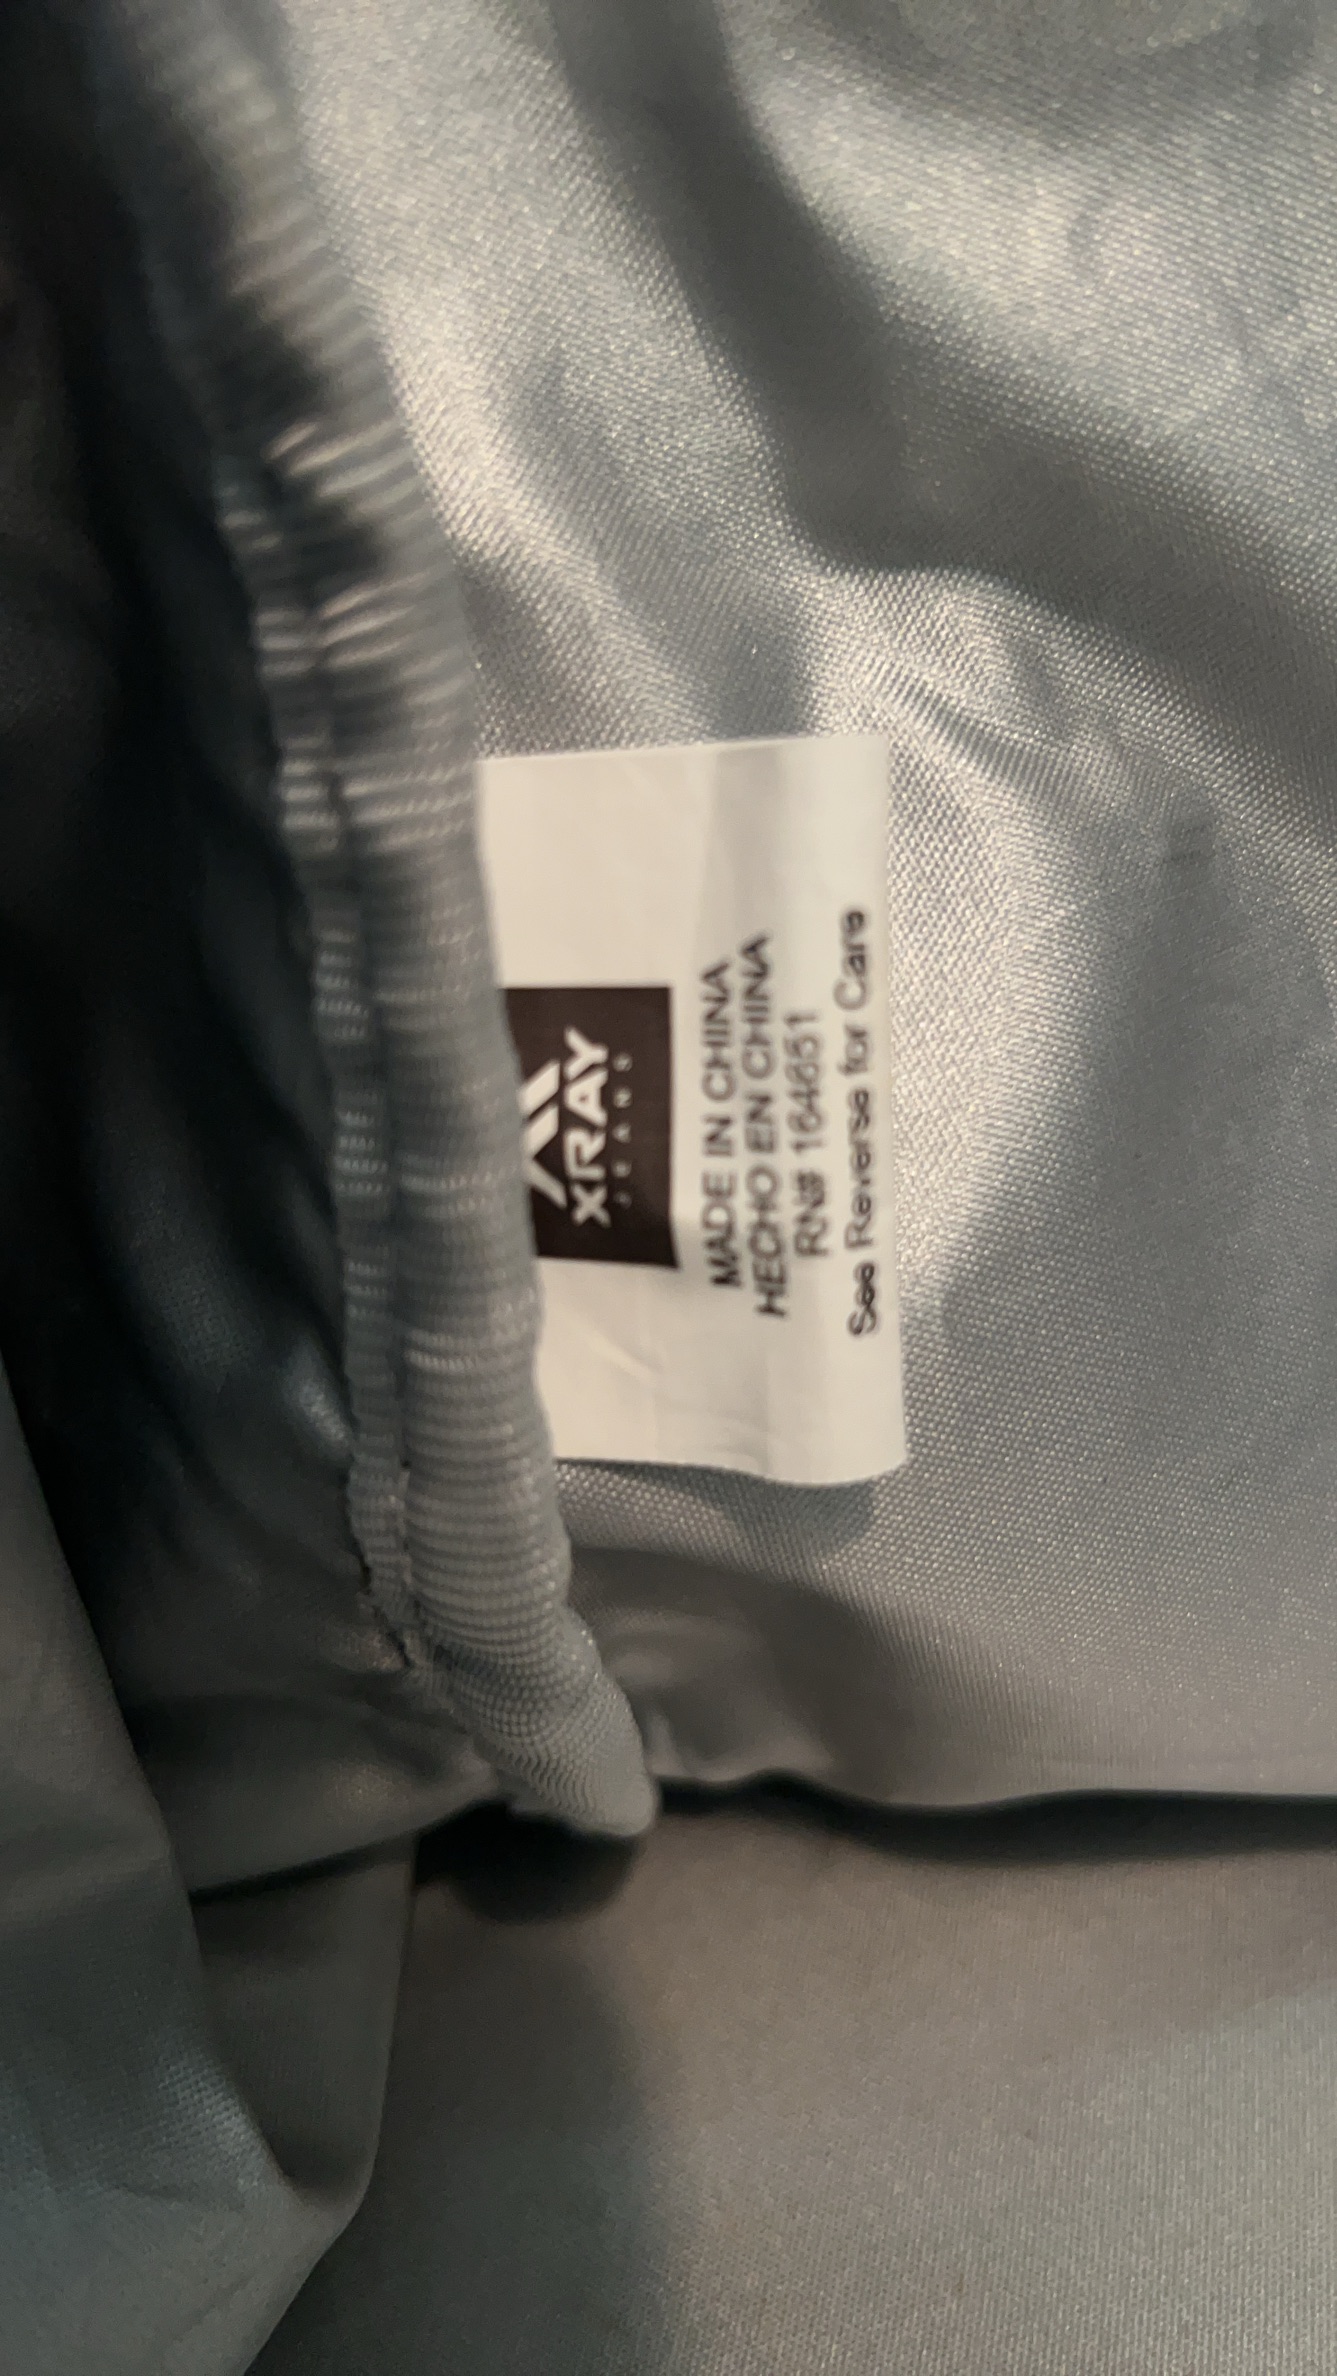 XRAY
JEANS
MADE IN CHINA
HECHO EN CHINA
RN# 164651
See Reverse for Care